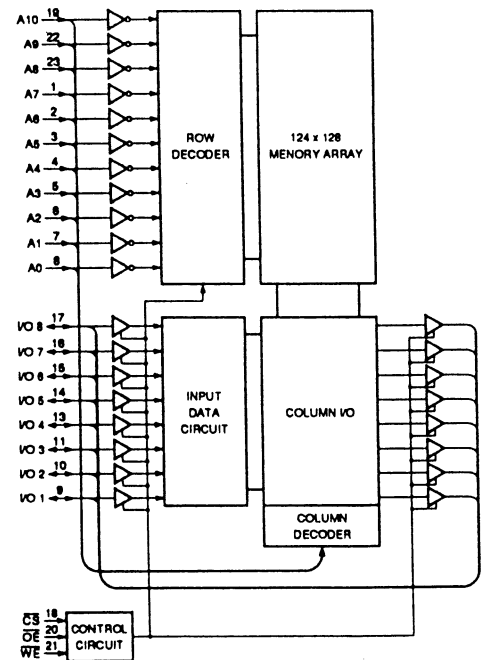 A10 19
A9 22
A8 23
A7 1
A6 2
A5 3
A4 4
A3 5
A2 6
A1 7
A0 8
ROW
DECODER
124 x 128
MENORY ARRAY
I/O 8 17
I/O 7 16
I/O 6 15
I/O 5 14
I/O 4 13
I/O 3 11
I/O 2 10
I/O 1 9
INPUT
DATA
CIRCUIT
COLUMN I/O
COLUMN
DECODER
CS 18
OE 20
WE 21
CONTROL
CIRCUIT